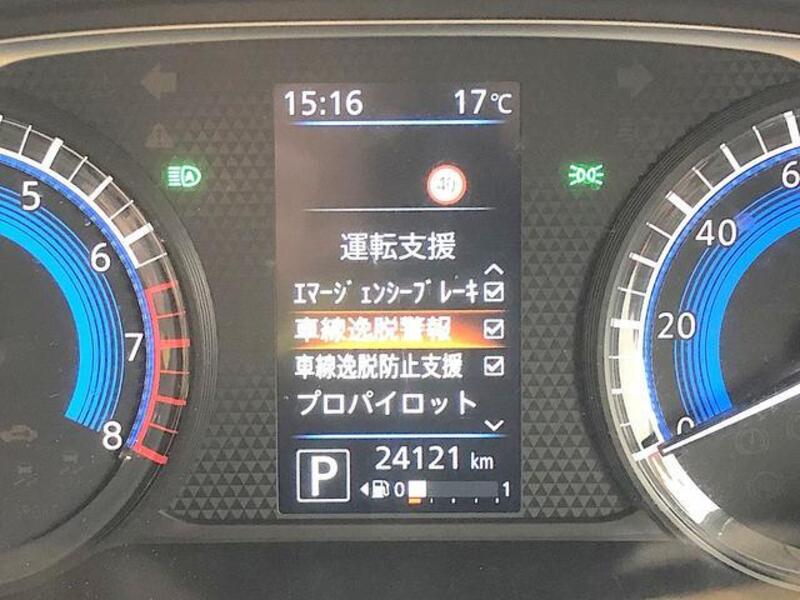 15:16 17℃
40
運転支援
エマージェンシーブレーキ
車線逸脱警報
車線逸脱防止支援
プロパイロット
P 24121 km
0 1
5
6
7
8
6
40
20
0
A